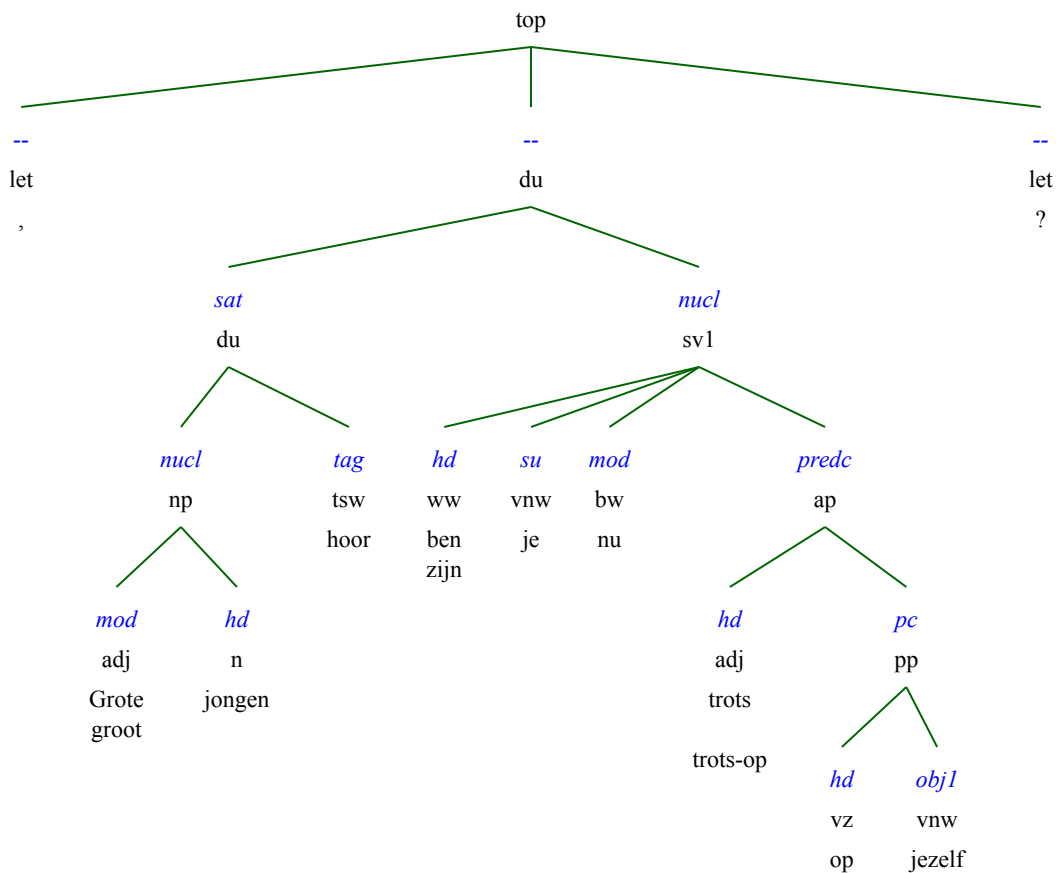 top
-- -- --
let du let
, ?
sat nucl
du sv1
nucl tag hd su mod predc
np tsw ww vnw bw ap
hoor ben je nu
zijn
mod hd hd pc
adj n adj pp
Grote jongen trots
groot
trots-op
hd obj1
vz vnw
op jezelf